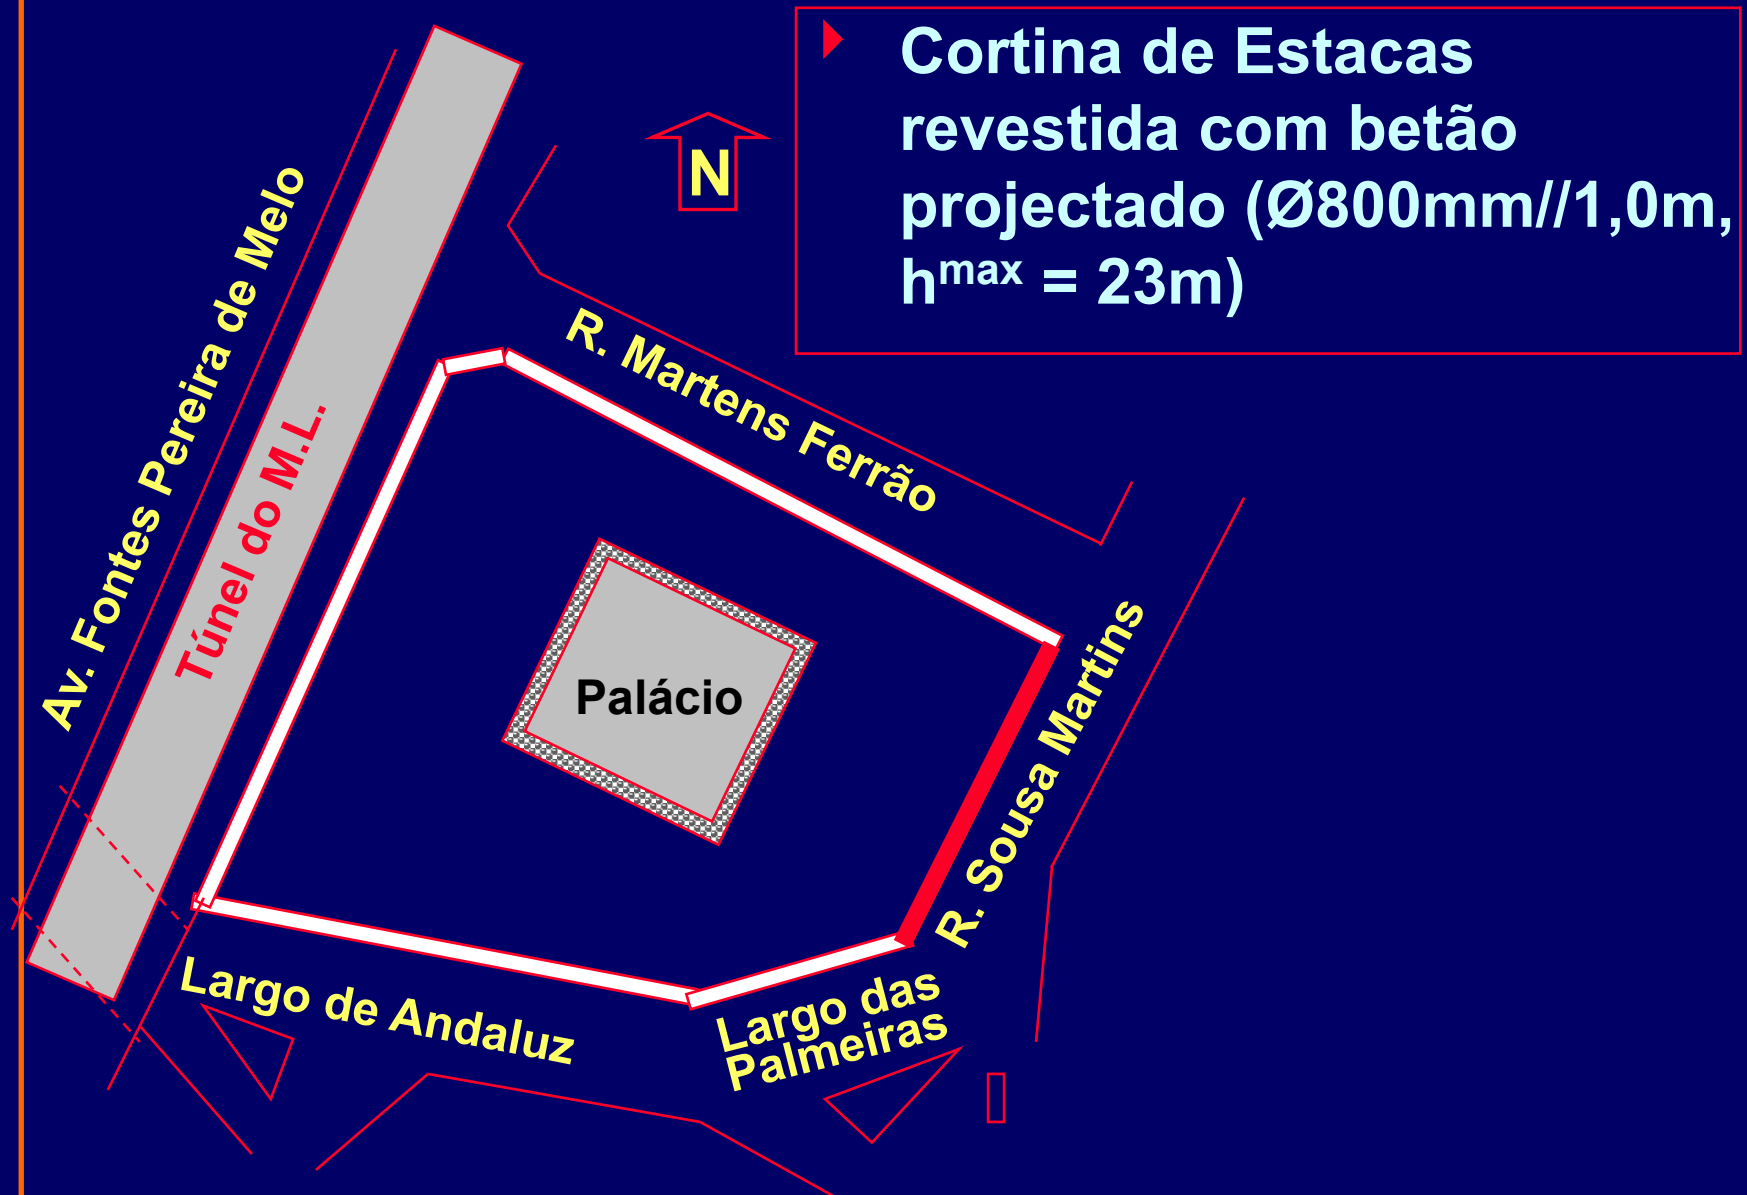 Cortina de Estacas
revestida com betão
projectado (Ø800mm//1,0m,
hmax = 23m)
N
Av. Fontes Pereira de Melo
Túnel do M.L.
R. Martens Ferrão
Palácio
R. Sousa Martins
Largo de Andaluz
Largo das
Palmeiras